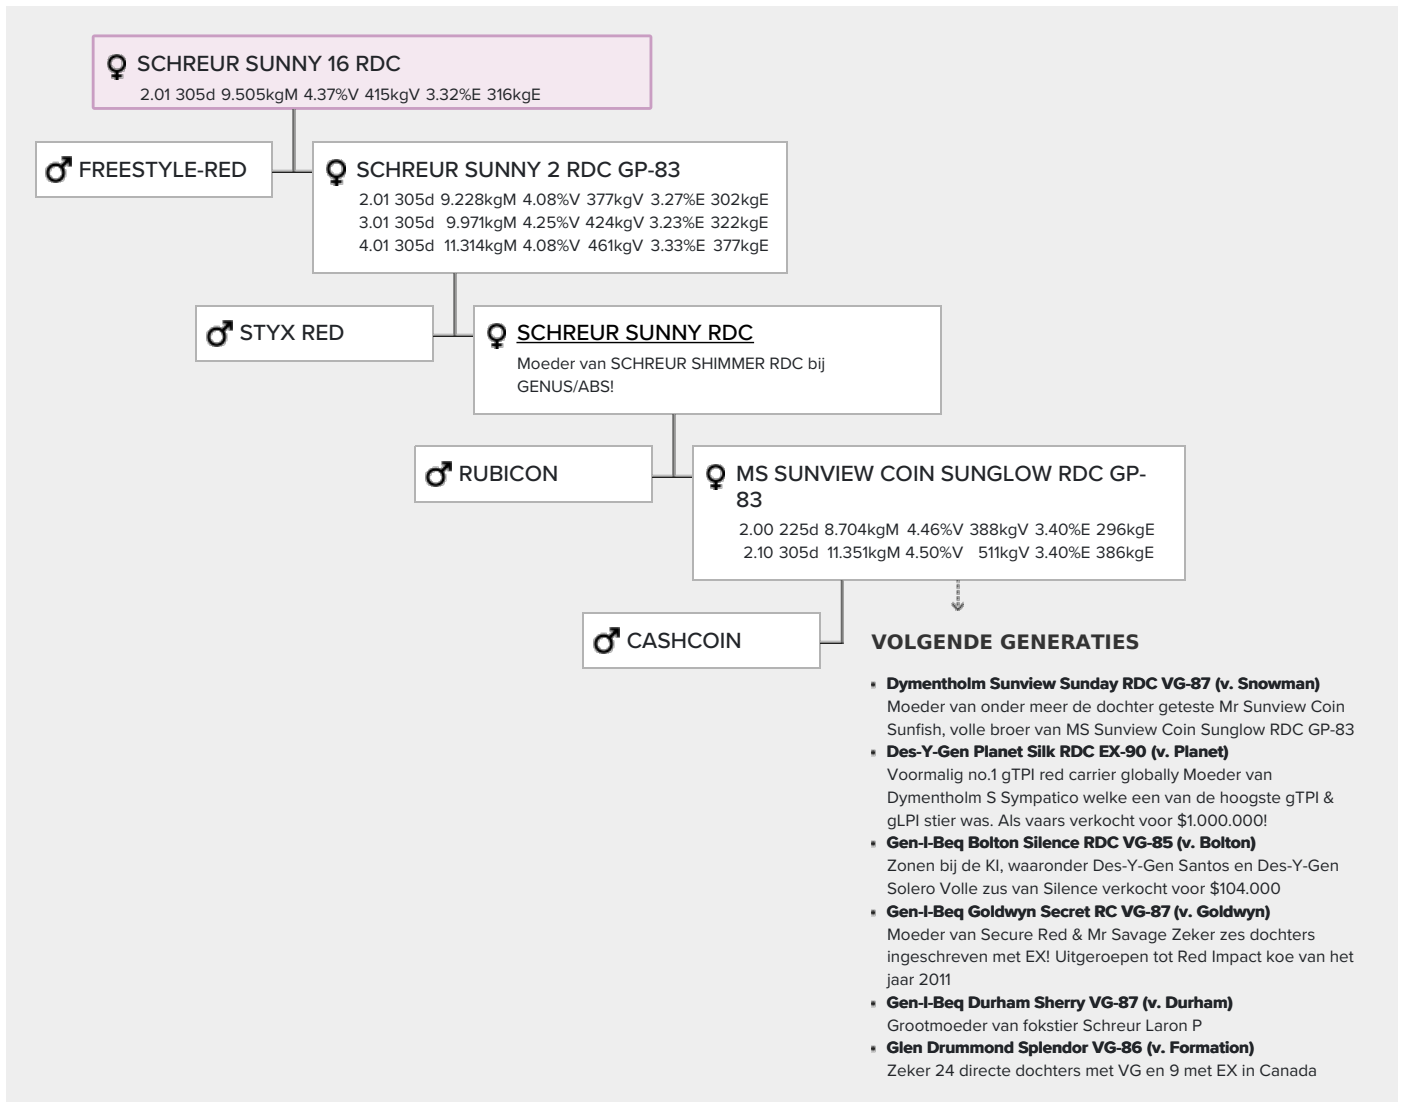 SCHREUR SUNNY 16 RDC
2.01 305d 9.505kgM 4.37%V 415kgV 3.32%E 316kgE
FREESTYLE-RED
SCHREUR SUNNY 2 RDC GP-83
2.01 305d 9.228kgM 4.08%V 377kgV 3.27%E 302kgE
3.01 305d 9.971kgM 4.25%V 424kgV 3.23%E 322kgE
4.01 305d 11.314kgM 4.08%V 461kgV 3.33%E 377kgE
STYX RED
SCHREUR SUNNY RDC
Moeder van SCHREUR SHIMMER RDC bij
GENUS/ABS!
RUBICON
MS SUNVIEW COIN SUNGLOW RDC GP-
83
2.00 225d 8.704kgM 4.46%V 388kgV 3.40%E 296kgE
2.10 305d 11.351kgM 4.50%V 511kgV 3.40%E 386kgE
CASHCOIN
VOLGENDE GENERATIES
Dymentholm Sunview Sunday RDC VG-87 (v. Snowman)
Moeder van onder meer de dochter geteste Mr Sunview Coin
Sunfish, volle broer van MS Sunview Coin Sunglow RDC GP-83
Des-Y-Gen Planet Silk RDC EX-90 (v. Planet)
Voormalig no.1 gTPI red carrier globally Moeder van
Dymentholm S Sympatico welke een van de hoogste gTPI &
gLPI stier was. Als vaars verkocht voor $1.000.000!
Gen-I-Beq Bolton Silence RDC VG-85 (v. Bolton)
Zonen bij de KI, waaronder Des-Y-Gen Santos en Des-Y-Gen
Solero Volle zus van Silence verkocht voor $104.000
Gen-I-Beq Goldwyn Secret RC VG-87 (v. Goldwyn)
Moeder van Secure Red & Mr Savage Zeker zes dochters
ingeschreven met EX! Uitgeroepen tot Red Impact koe van het
jaar 2011
Gen-I-Beq Durham Sherry VG-87 (v. Durham)
Grootmoeder van fokstier Schreur Laron P
Glen Drummond Splendor VG-86 (v. Formation)
Zeker 24 directe dochters met VG en 9 met EX in Canada